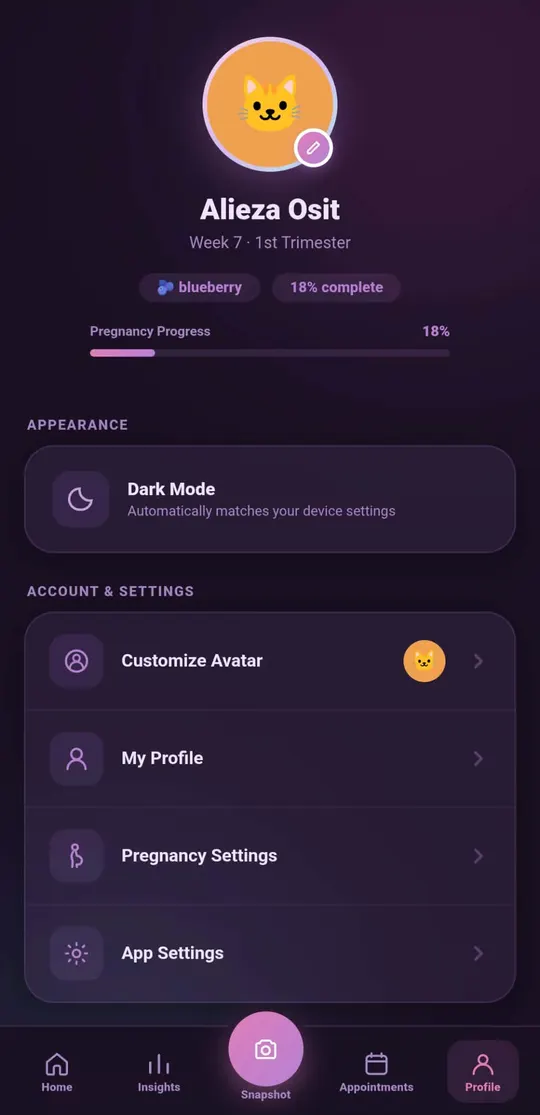 Alieza Osit
Week 7 · 1st Trimester
blueberry
18% complete
Pregnancy Progress
18%
APPEARANCE
Dark Mode
Automatically matches your device settings
ACCOUNT & SETTINGS
Customize Avatar
My Profile
Pregnancy Settings
App Settings
Home
Insights
Snapshot
Appointments
Profile